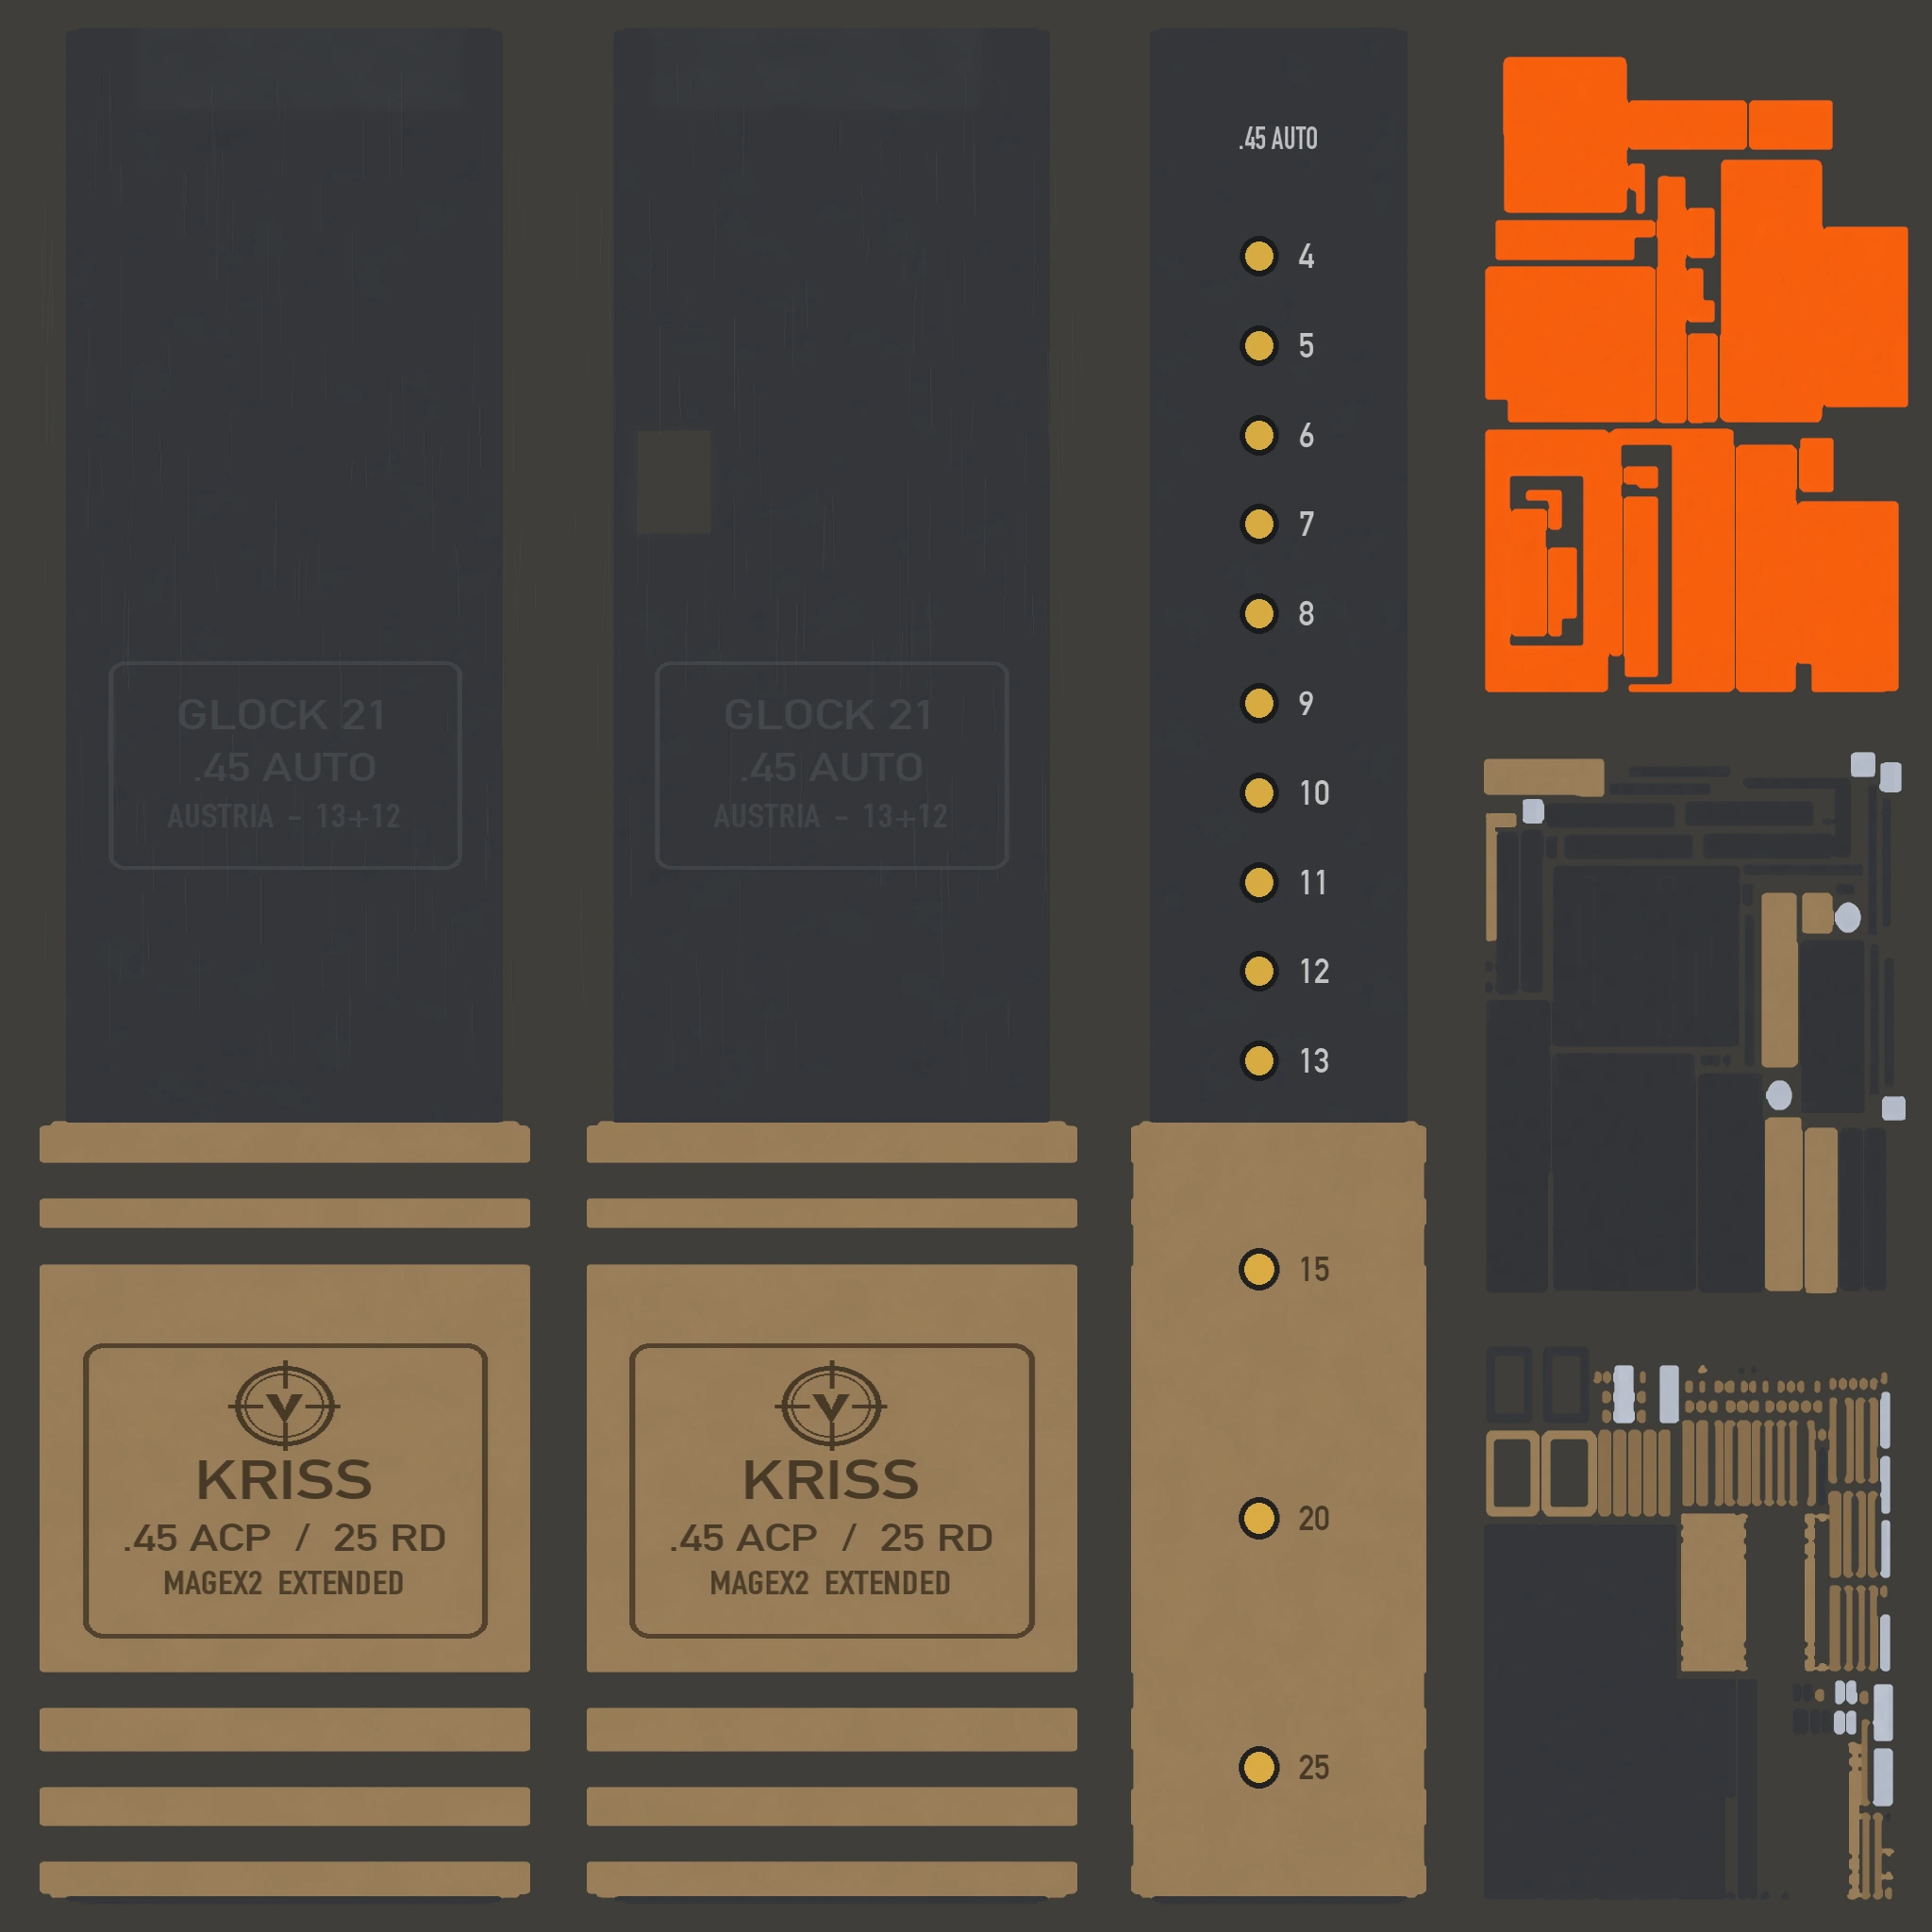 GLOCK 21
.45 AUTO
AUSTRIA - 13+12
KRISS
.45 ACP / 25 RD
MAGEX2 EXTENDED
GLOCK 21
.45 AUTO
AUSTRIA - 13+12
KRISS
.45 ACP / 25 RD
MAGEX2 EXTENDED
.45 AUTO
4
5
6
7
8
9
10
11
12
13
15
20
25